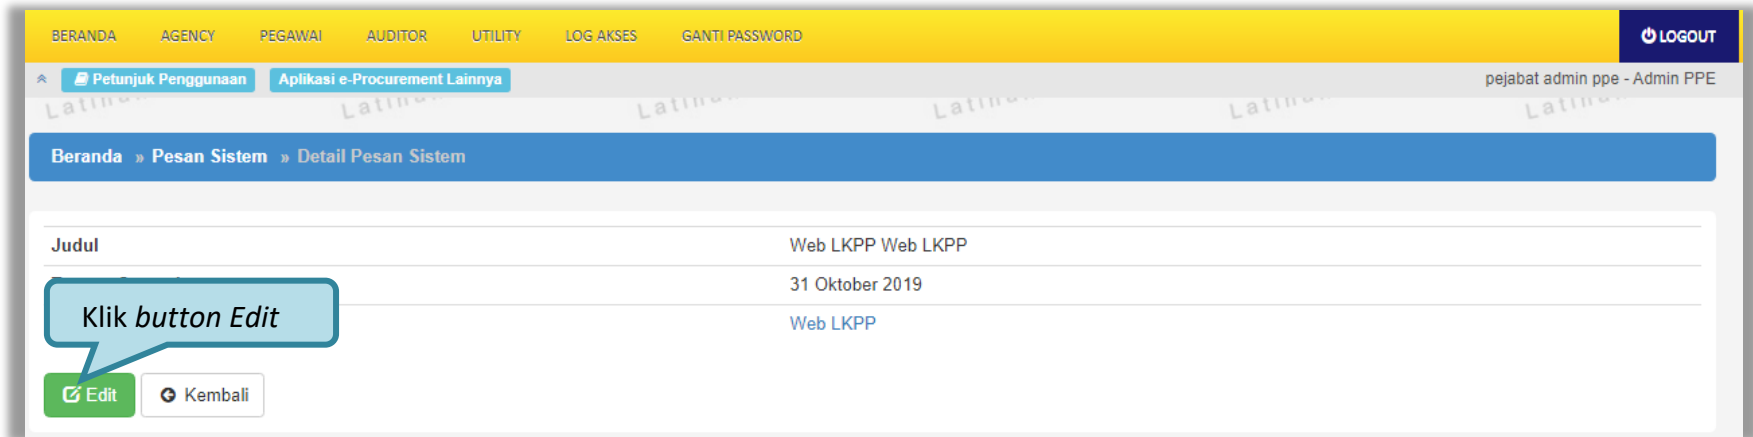 BERANDA AGENCY PEGAWAI AUDITOR UTILITY LOG AKSES GANTI PASSWORD LOGOUT
Petunjuk Penggunaan Aplikasi e-Procurement Lainnya pejabat admin ppe - Admin PPE
Beranda » Pesan Sistem » Detail Pesan Sistem
Judul Web LKPP Web LKPP
31 Oktober 2019
Klik button Edit
Web LKPP
Edit Kembali